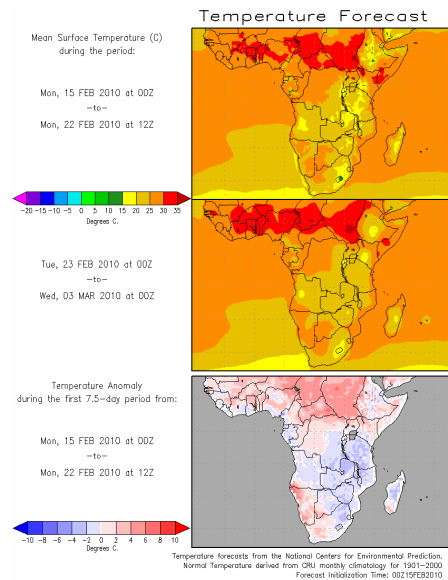 Temperature Forecast
Mean Surface Temperature (C)
during the period:
Mon, 15 FEB 2010 at 00Z
-to-
Mon, 22 FEB 2010 at 12Z
-20 -15 -10 -5 0 5 10 15 20 25 30 35
Degrees C.
Tue, 23 FEB 2010 at 00Z
-to-
Wed, 03 MAR 2010 at 00Z
Temperature Anomaly
during the first 7.5-day period from:
Mon, 15 FEB 2010 at 00Z
-to-
Mon, 22 FEB 2010 at 12Z
-10 -8 -6 -4 -2 0 2 4 6 8 10
Degrees C.
Temperature forecasts from the National Centers for Environmental Prediction.
Normal Temperature derived from CRU monthly climatology for 1901-2000
Forecast Initialization Time: 00Z15FEB2010